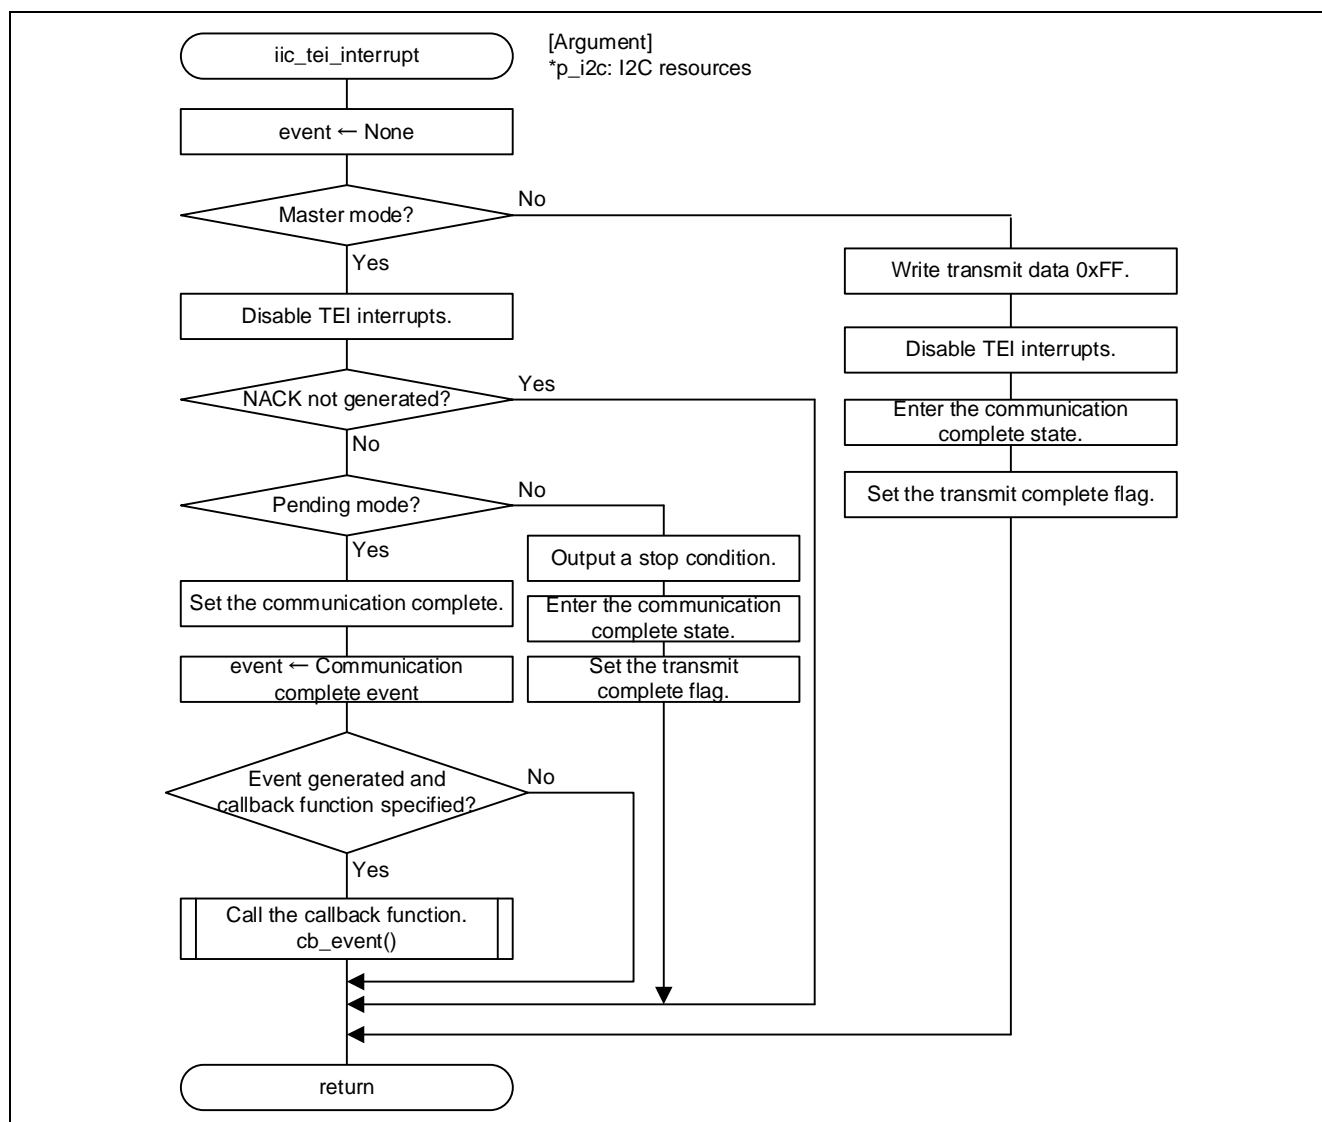 iic_tei_interrupt
[Argument]
*p_i2c: I2C resources
event ← None
Master mode?
No
Yes
Write transmit data 0xFF.
Disable TEI interrupts.
Disable TEI interrupts.
NACK not generated?
Yes
No
Enter the communication
complete state.
Pending mode?
No
Yes
Set the transmit complete flag.
Output a stop condition.
Set the communication complete.
Enter the communication
complete state.
event ← Communication
complete event
Set the transmit
complete flag.
Event generated and
callback function specified?
No
Yes
Call the callback function.
cb_event()
return